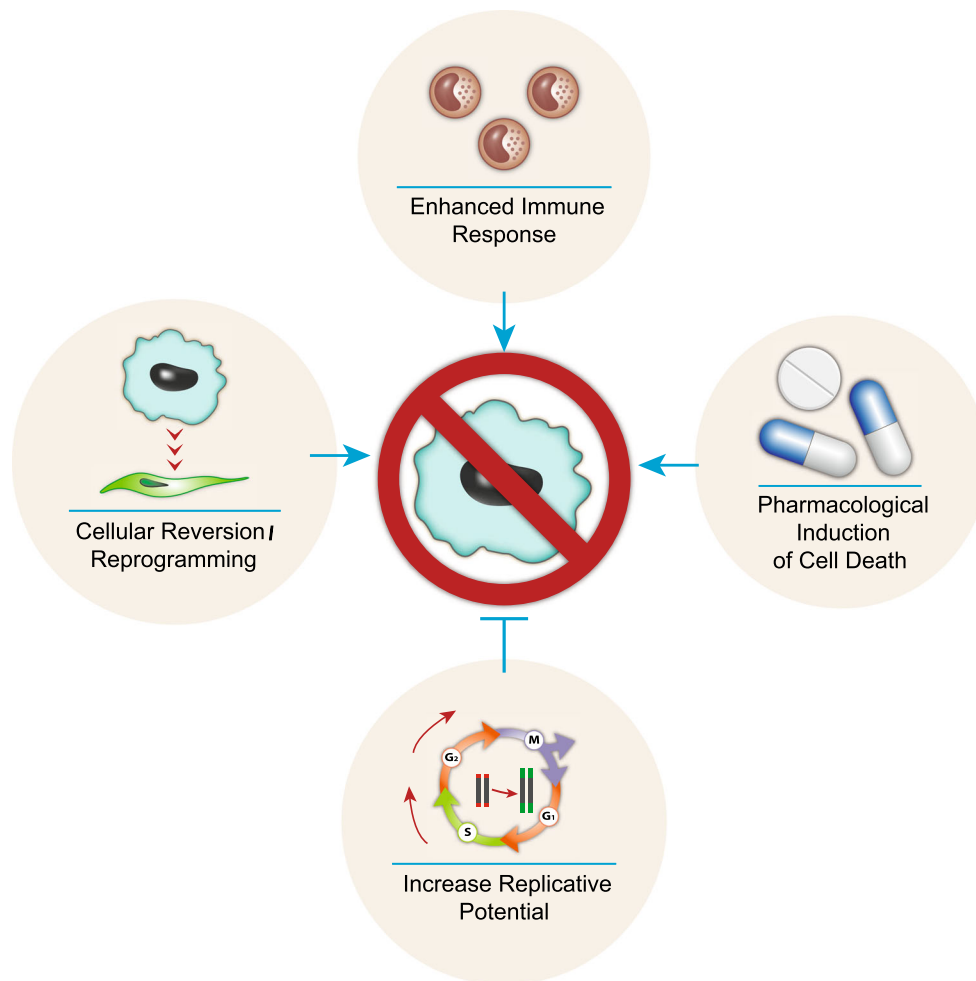 Enhanced Immune
Response
Cellular Reversion/
Reprogramming
Pharmacological
Induction
of Cell Death
M
G2
G1
S
Increase Replicative
Potential